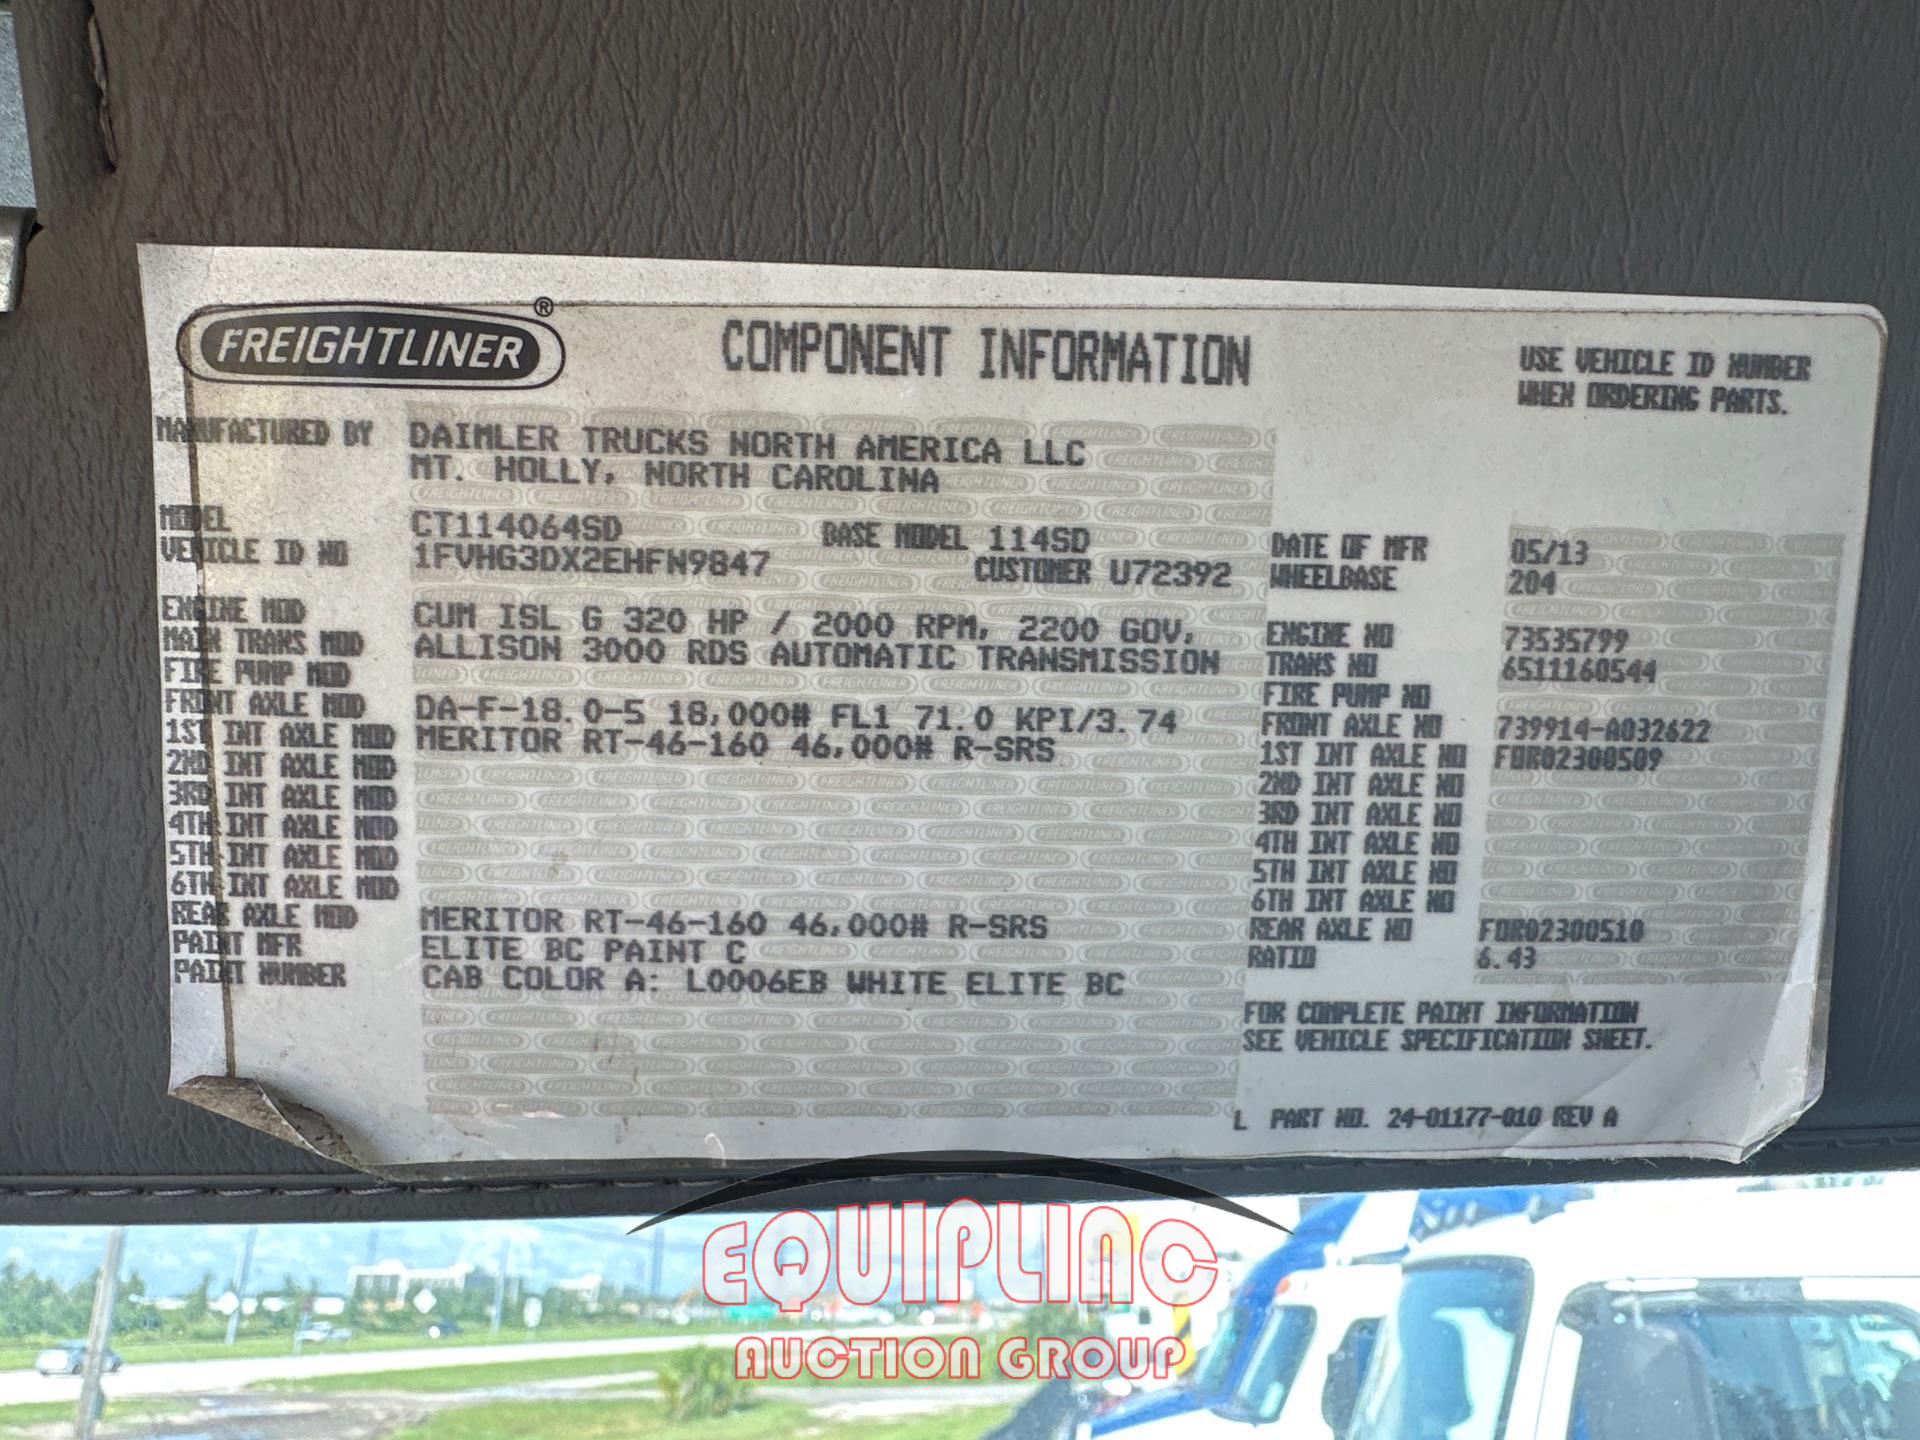 FREIGHTLINER ®
COMPONENT INFORMATION
USE VEHICLE ID NUMBER
WHEN ORDERING PARTS.
MANUFACTURED BY DAIMLER TRUCKS NORTH AMERICA LLC
MT. HOLLY, NORTH CAROLINA
MODEL CT114064SD BASE MODEL 114SD DATE OF MFR 05/13
VEHICLE ID NO 1FVHG3DX2EHFN9847 CUSTOMER U72392 WHEELBASE 204
ENGINE MOD CUM ISL G 320 HP / 2000 RPM, 2200 GOV, ENGINE NO 73535799
MAIN TRANS MOD ALLISON 3000 RDS AUTOMATIC TRANSMISSION TRANS NO 6511160544
FIRE PUMP MOD FIRE PUMP NO
FRONT AXLE MOD DA-F-18.0-5 18,000# FL1 71.0 KPI/3.74 FRONT AXLE NO 739914-A032622
1ST INT AXLE MOD MERITOR RT-46-160 46,000# R-SRS 1ST INT AXLE NO FOR02300509
2ND INT AXLE MOD 2ND INT AXLE NO
3RD INT AXLE MOD 3RD INT AXLE NO
4TH INT AXLE MOD 4TH INT AXLE NO
5TH INT AXLE MOD 5TH INT AXLE NO
6TH INT AXLE MOD 6TH INT AXLE NO
REAR AXLE MOD MERITOR RT-46-160 46,000# R-SRS REAR AXLE NO FOR02300510
PAINT MFR ELITE BC PAINT C RATIO 6.43
PAINT NUMBER CAB COLOR A: L0006EB WHITE ELITE BC
FOR COMPLETE PAINT INFORMATION
SEE VEHICLE SPECIFICATION SHEET.
L PART NO. 24-01177-010 REV A
EQUIPLINC
AUCTION GROUP